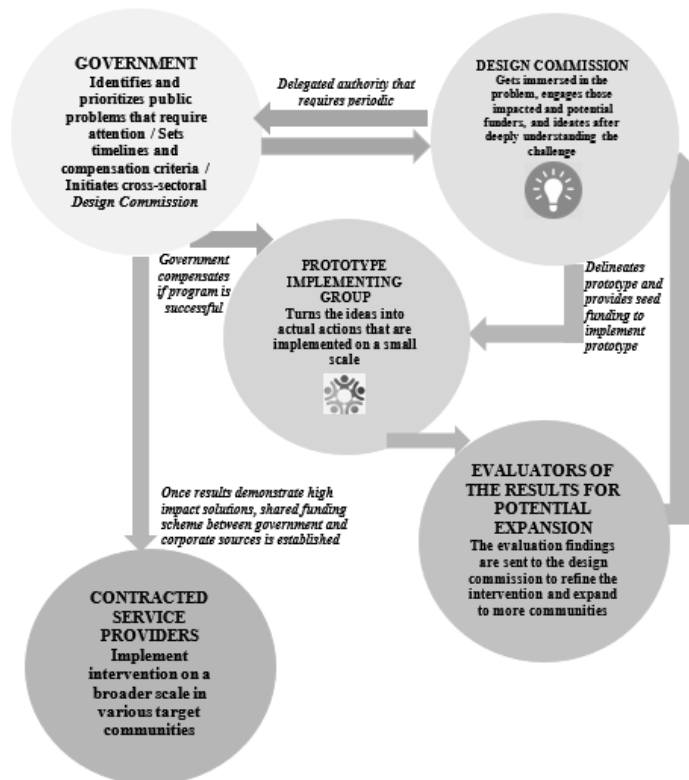 GOVERNMENT
Identifies and
prioritizes public
problems that require
attention / Sets
timelines and
compensation criteria /
Initiates cross-sectoral
Design Commission
Delegated authority that
requires periodic
DESIGN COMMISSION
Gets immersed in the
problem, engages those
impacted and potential
funders, and ideates after
deeply understanding the
challenge
Government
compensates
if program is
successful
PROTOTYPE
IMPLEMENTING
GROUP
Turns the ideas into
actual actions that are
implemented on a small
scale
Delineates
prototype and
provides seed
funding to
implement
prototype
Once results demonstrate high
impact solutions, shared funding
scheme between government and
corporate sources is established
EVALUATORS OF
THE RESULTS FOR
POTENTIAL
EXPANSION
The evaluation findings
are sent to the design
commission to refine the
intervention and expand
to more communities
CONTRACTED
SERVICE
PROVIDERS
Implement
intervention on a
broader scale in
various target
communities